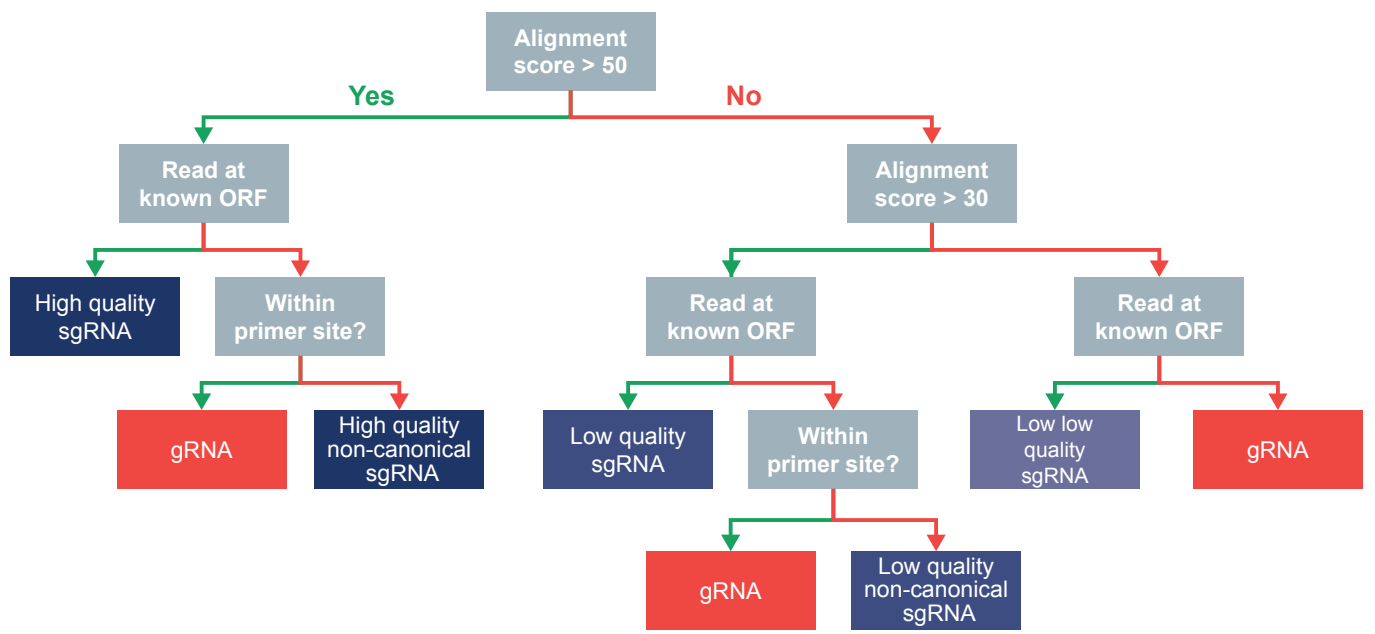 Alignment
score > 50
Yes
No
Read at
known ORF
Alignment
score > 30
High quality
sgRNA
Within
primer site?
Read at
known ORF
Read at
known ORF
gRNA
High quality
non-canonical
sgRNA
Low quality
sgRNA
Within
primer site?
Low low
quality
sgRNA
gRNA
gRNA
Low quality
non-canonical
sgRNA